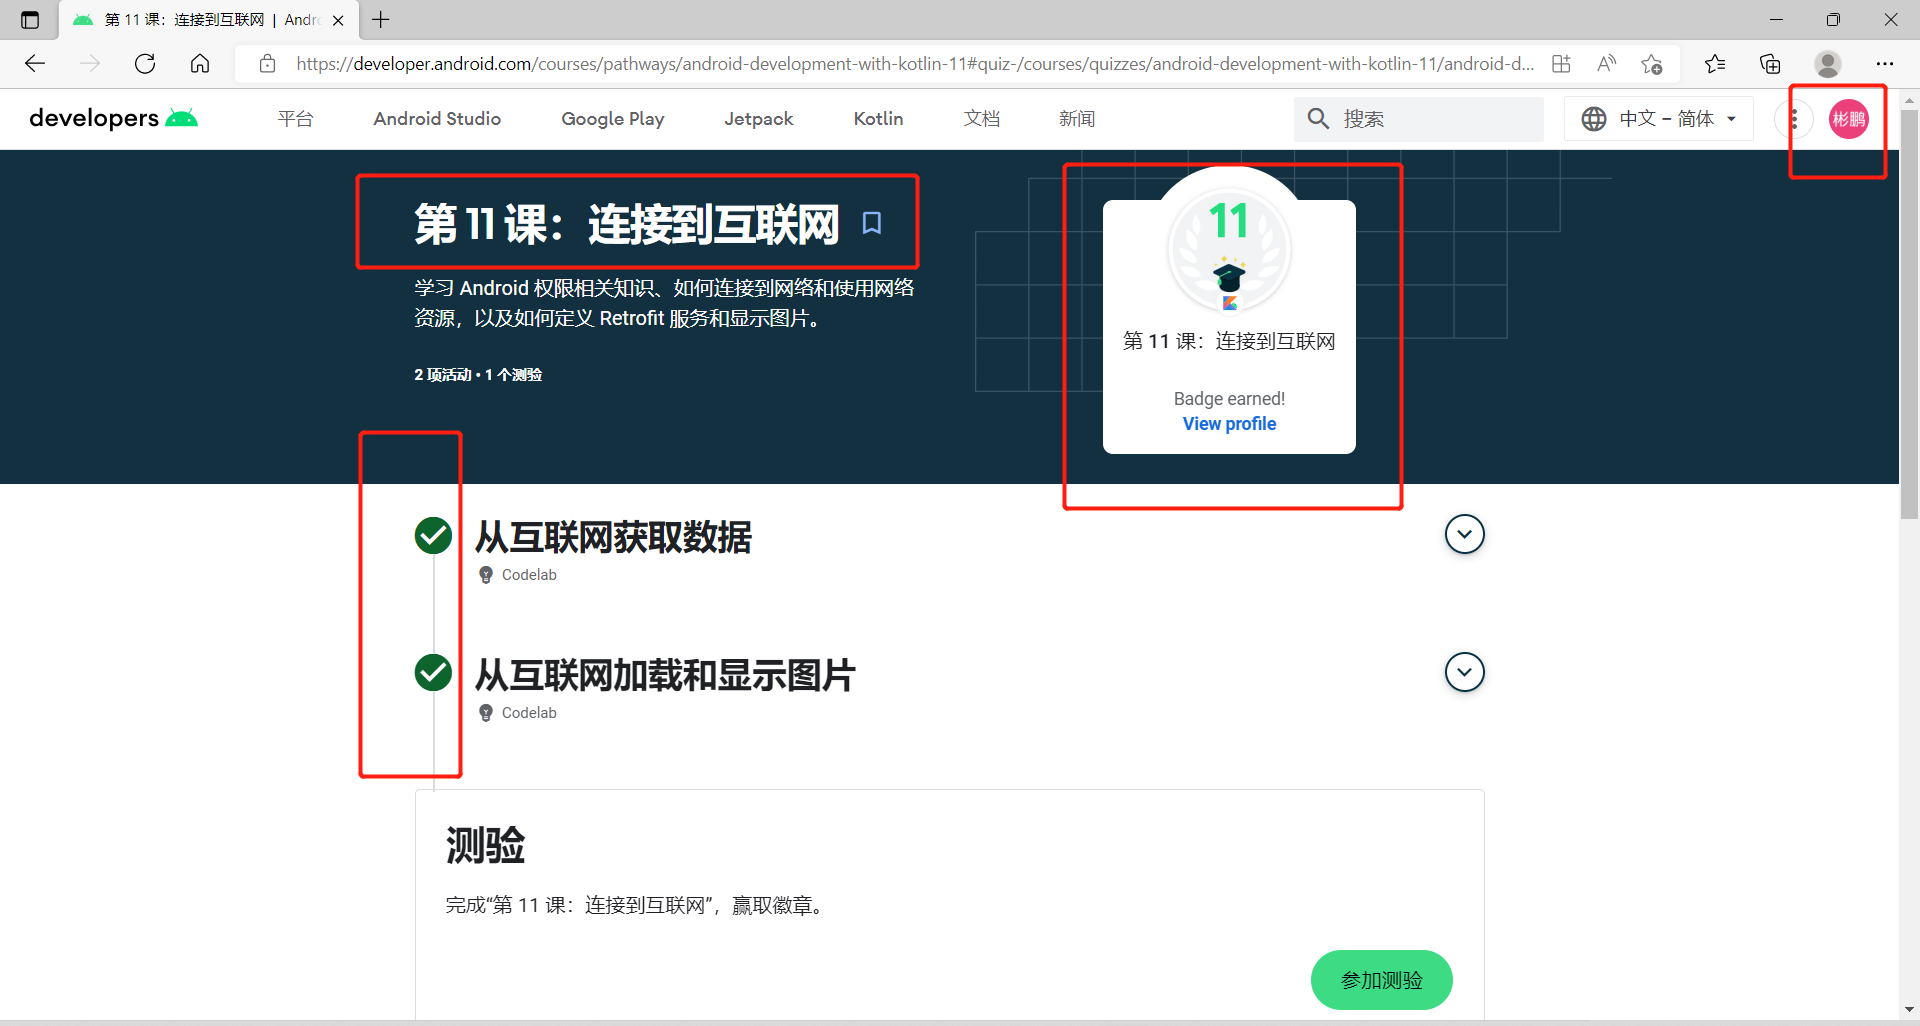 第 11 课：连接到互联网 | Andr
https://developer.android.com/courses/pathways/android-development-with-kotlin-11#quiz-/courses/quizzes/android-development-with-kotlin-11/android-d...
developers
平台
Android Studio
Google Play
Jetpack
Kotlin
文档
新闻
搜索
中文 – 简体
彬鹏
第 11 课：连接到互联网
学习 Android 权限相关知识、如何连接到网络和使用网络
资源，以及如何定义 Retrofit 服务和显示图片。
2 项活动 • 1 个测验
11
第 11 课：连接到互联网
Badge earned!
View profile
从互联网获取数据
Codelab
从互联网加载和显示图片
Codelab
测验
完成“第 11 课：连接到互联网”，赢取徽章。
参加测验